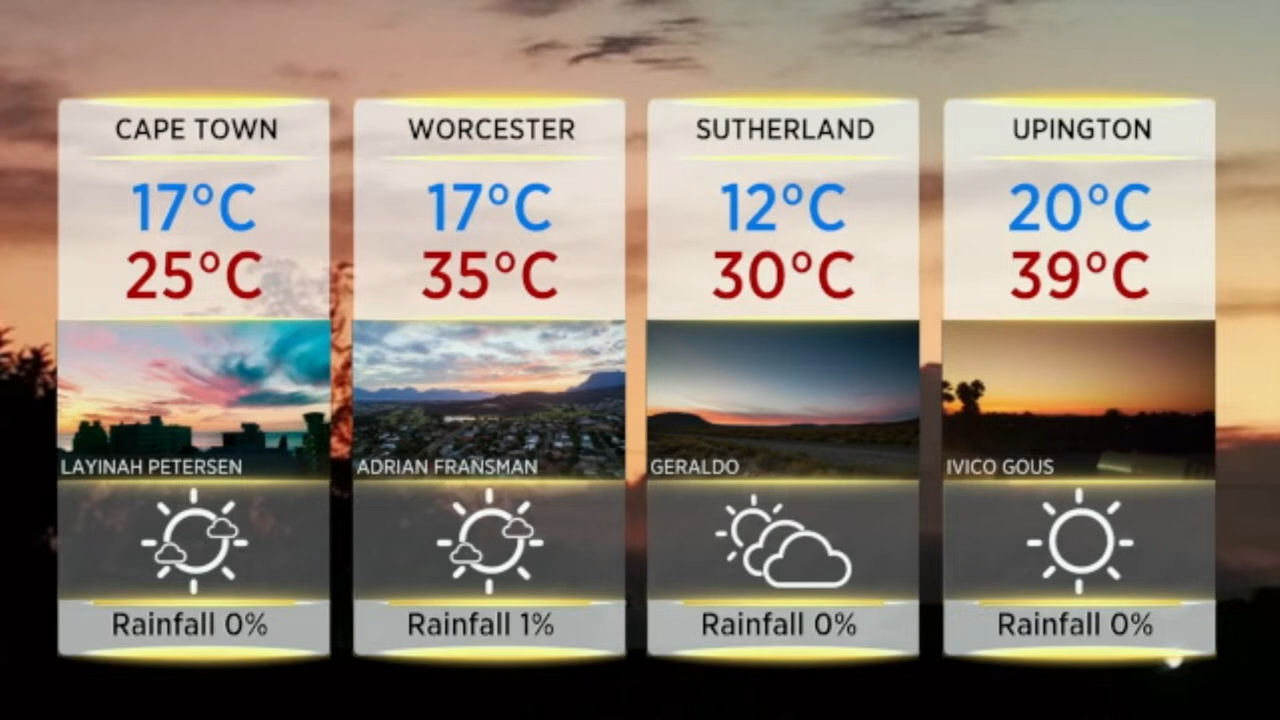 CAPE TOWN
17°C
25°C
LAYINAH PETERSEN
Rainfall 0%
WORCESTER
17°C
35°C
ADRIAN FRANSMAN
Rainfall 1%
SUTHERLAND
12°C
30°C
GERALDO
Rainfall 0%
UPINGTON
20°C
39°C
IVICO GOUS
Rainfall 0%